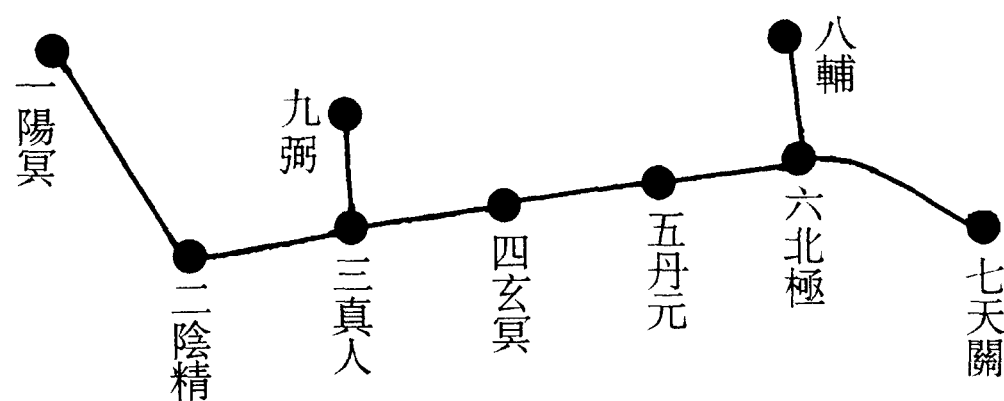 一陽冥
二陰精
三真人
四玄冥
五丹元
六北極
七天關
八輔
九弼